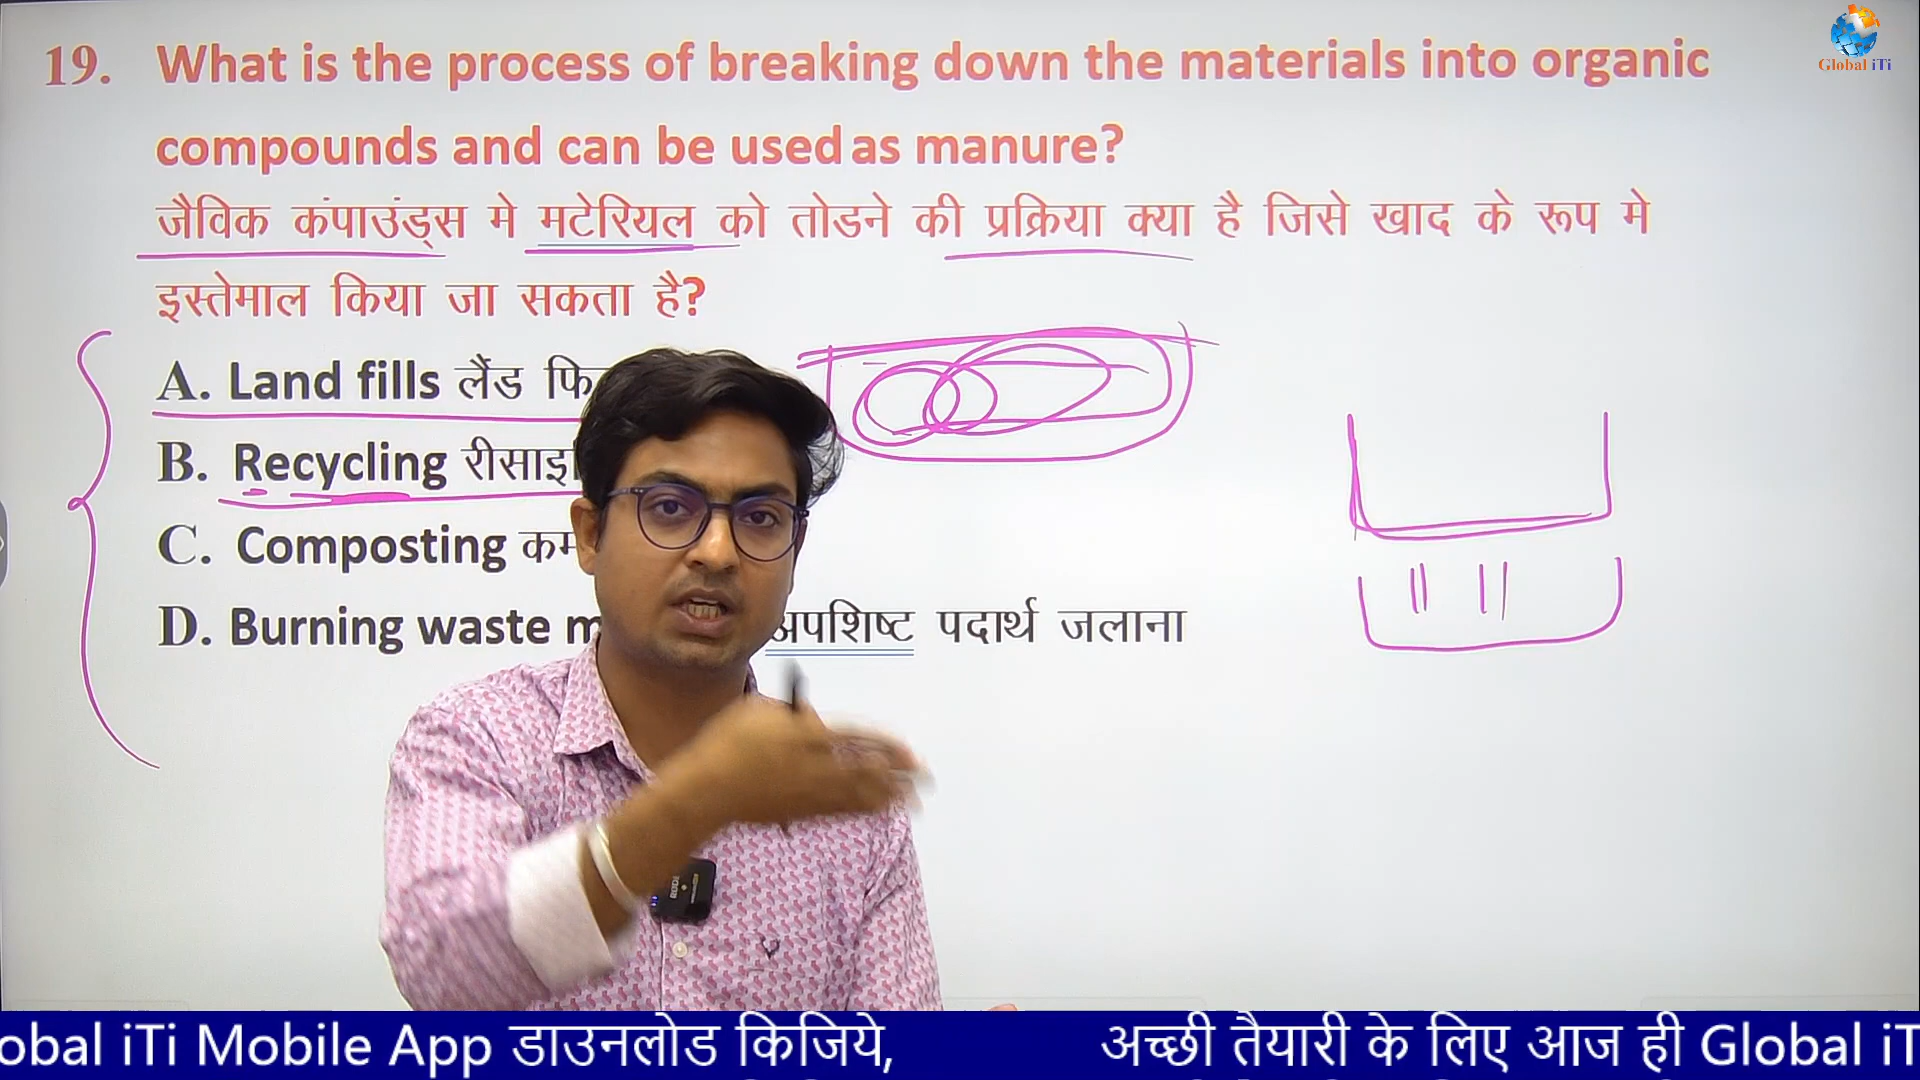 19. What is the process of breaking down the materials into organic
compounds and can be used as manure?
जैविक कंपाउंड्स मे मटेरियल को तोडने की प्रक्रिया क्या है जिसे खाद के रूप मे
इस्तेमाल किया जा सकता है?
A. Land fills लैंड
B. Recycling
C. Composting
D. Burning waste अपशिष्ट पदार्थ जलाना
Global iTi
RODE
obal iTi Mobile App डाउनलोड किजिये, अच्छी तैयारी के लिए आज ही Global iT